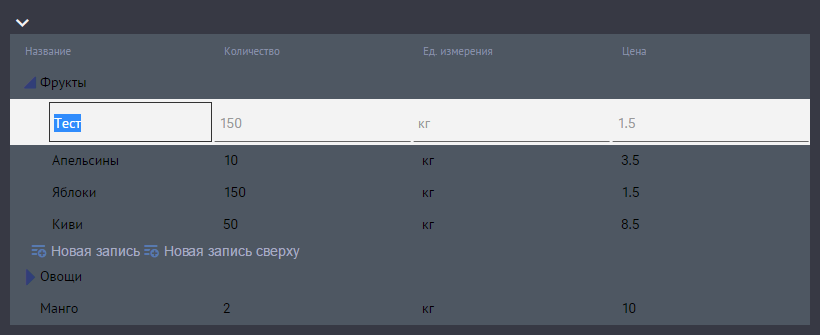 Название Количество Ед. измерения Цена
Фрукты
Тест 150 кг 1.5
Апельсины 10 кг 3.5
Яблоки 150 кг 1.5
Киви 50 кг 8.5
Новая запись Новая запись сверху
Овощи
Манго 2 кг 10